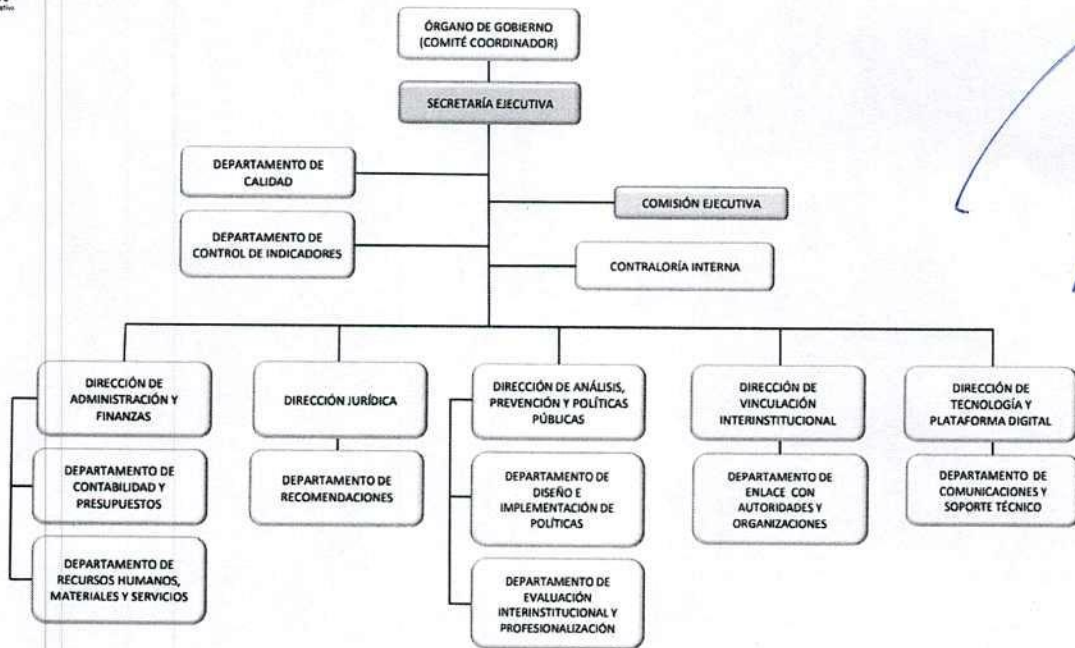 ÓRGANO DE GOBIERNO
(COMITÉ COORDINADOR)
SECRETARÍA EJECUTIVA
DEPARTAMENTO DE
CALIDAD
COMISIÓN EJECUTIVA
DEPARTAMENTO DE
CONTROL DE INDICADORES
CONTRALORÍA INTERNA
DIRECCIÓN DE
ADMINISTRACIÓN Y
FINANZAS
DIRECCIÓN JURÍDICA
DIRECCIÓN DE ANÁLISIS,
PREVENCIÓN Y POLÍTICAS
PÚBLICAS
DIRECCIÓN DE
VINCULACIÓN
INTERINSTITUCIONAL
DIRECCIÓN DE
TECNOLOGÍA Y
PLATAFORMA DIGITAL
DEPARTAMENTO DE
CONTABILIDAD Y
PRESUPUESTOS
DEPARTAMENTO DE
RECOMENDACIONES
DEPARTAMENTO DE
DISEÑO E
IMPLEMENTACIÓN DE
POLÍTICAS
DEPARTAMENTO DE
ENLACE CON
AUTORIDADES Y
ORGANIZACIONES
DEPARTAMENTO DE
COMUNICACIONES Y
SOPORTE TÉCNICO
DEPARTAMENTO DE
RECURSOS HUMANOS,
MATERIALES Y SERVICIOS
DEPARTAMENTO DE
EVALUACIÓN
INTERINSTITUCIONAL Y
PROFESIONALIZACIÓN